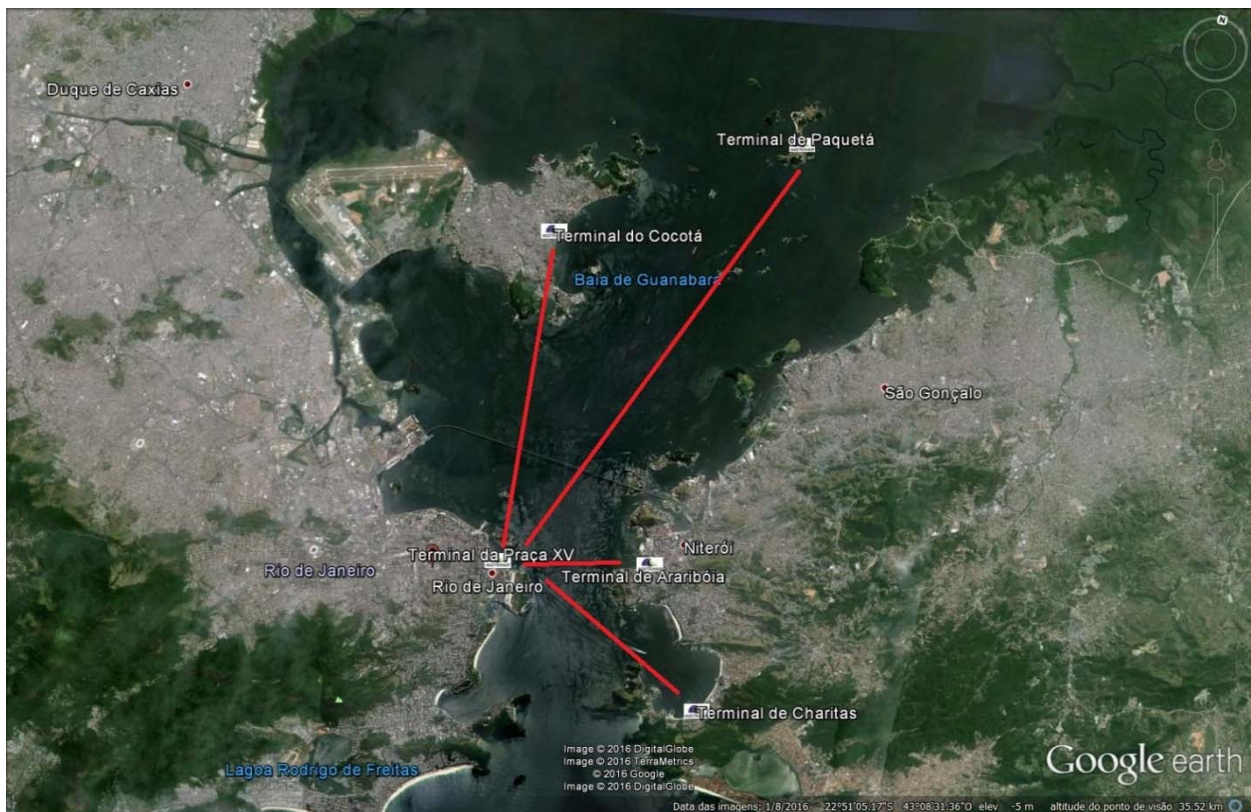 N
Duque de Caxias
Terminal de Paquetá
Terminal do Cocotá
Baia de Guanabara
São Gonçalo
Terminal da Praça XV
Niterói
Rio de Janeiro
Terminal de Arariбóia
Rio de Janeiro
Terminal de Charitas
Lagoa Rodrigo de Freitas
Image © 2016 DigitalGlobe
Image © 2016 TerraMetrics
© 2016 Google
Image © 2016 DigitalGlobe
Google earth
Data das imagens: 1/8/2016 22°51'05.17"S 43°08'31.36"O elev -5 m altitude do ponto de visão 35.52 km